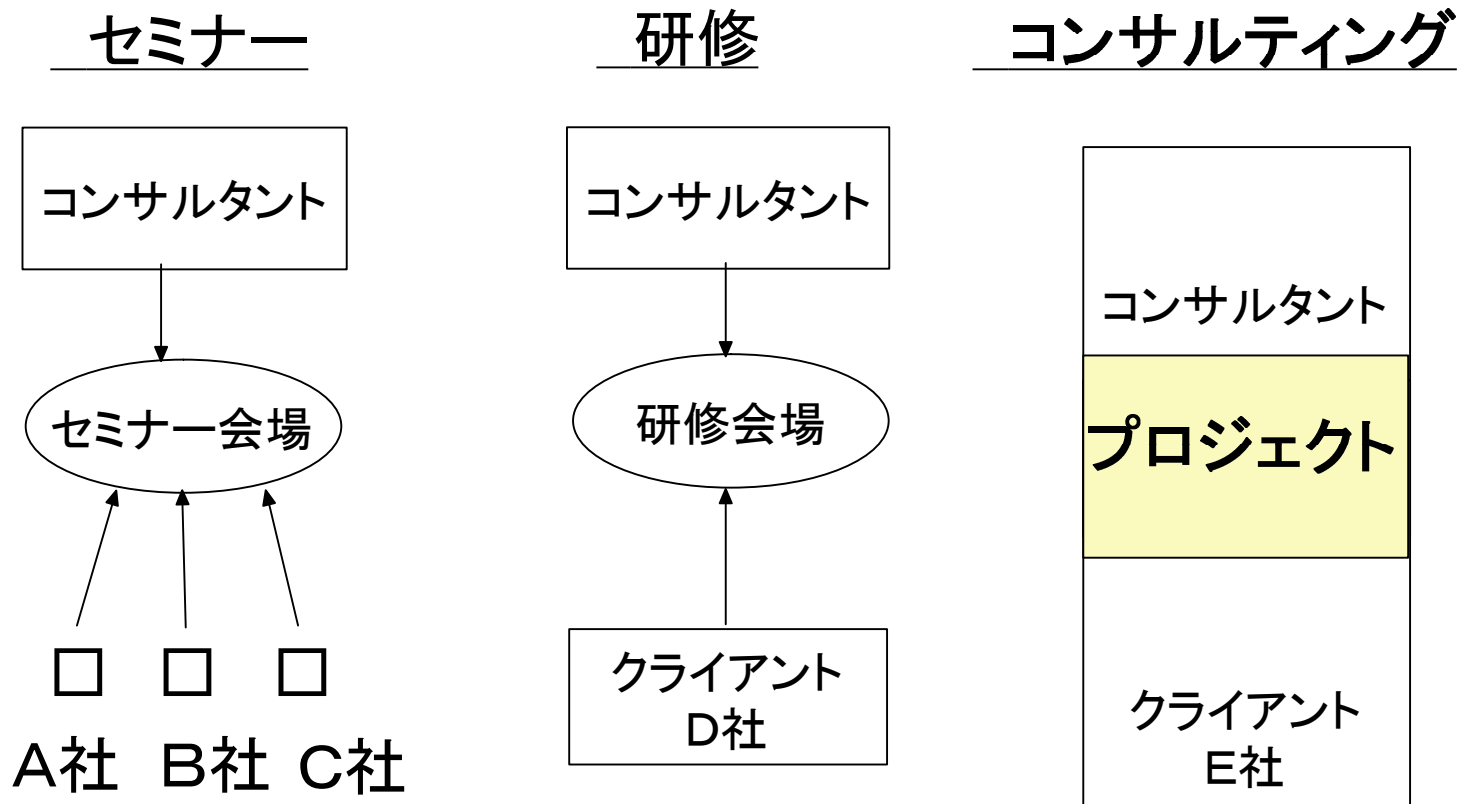 セミナー
研修
コンサルティング
コンサルタント
セミナー会場
A社
B社
C社
コンサルタント
研修会場
クライアント
D社
コンサルタント
プロジェクト
クライアント
E社